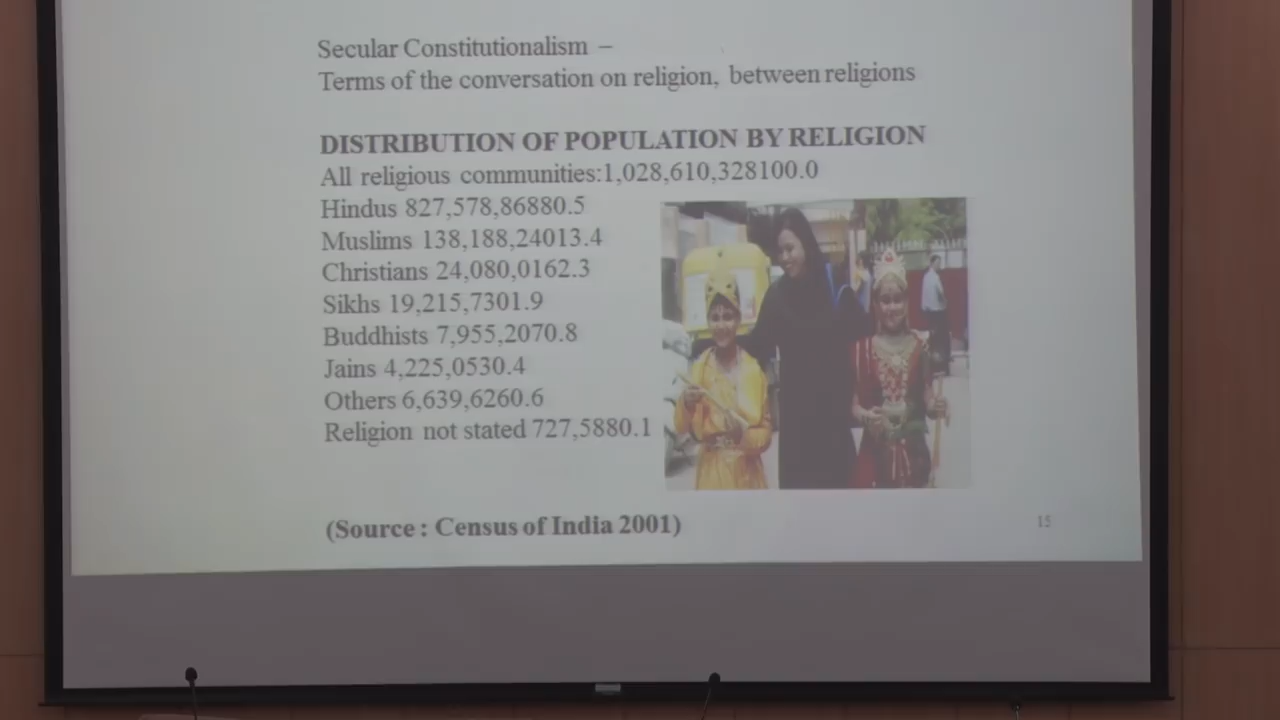 Secular Constitutionalism –
Terms of the conversation on religion, between religions
DISTRIBUTION OF POPULATION BY RELIGION
All religious communities:1,028,610,328100.0
Hindus 827,578,86880.5
Muslims 138,188,24013.4
Christians 24,080,0162.3
Sikhs 19,215,7301.9
Buddhists 7,955,2070.8
Jains 4,225,0530.4
Others 6,639,6260.6
Religion not stated 727,5880.1
(Source : Census of India 2001)
15